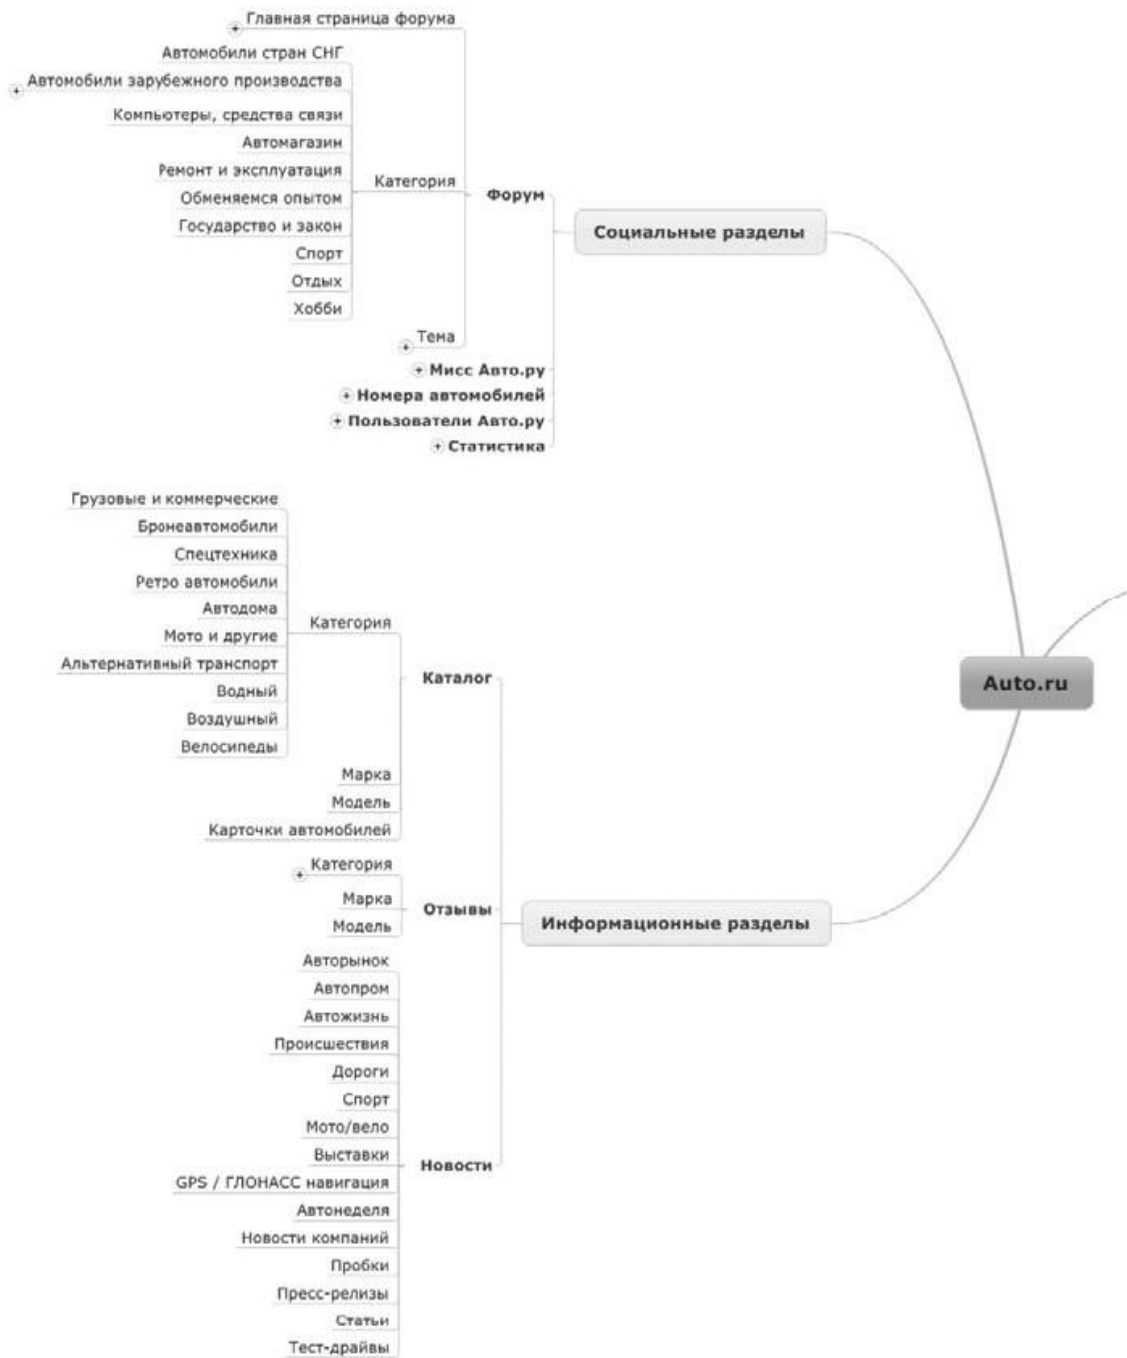 Главная страница форума
Автомобили стран СНГ
Автомобили зарубежного производства
Компьютеры, средства связи
Автомагазин
Ремонт и эксплуатация
Категория
Обменяемся опытом
Форум
Государство и закон
Социальные разделы
Спорт
Отдых
Хобби
Тема
Мисс Авто.ру
Номера автомобилей
Пользователи Авто.ру
Статистика
Грузовые и коммерческие
Бронеавтомобили
Спецтехника
Ретро автомобили
Автодома
Категория
Мото и другие
Альтернативный транспорт
Каталог
Auto.ru
Водный
Воздушный
Велосипеды
Марка
Модель
Карточки автомобилей
Категория
Марка
Отзывы
Модель
Информационные разделы
Авторынок
Автопром
Автожизнь
Происшествия
Дороги
Спорт
Мото/вело
Выставки
Новости
GPS / ГЛОНАСС навигация
Автонеделя
Новости компаний
Пробки
Пресс-релизы
Статьи
Тест-драйвы